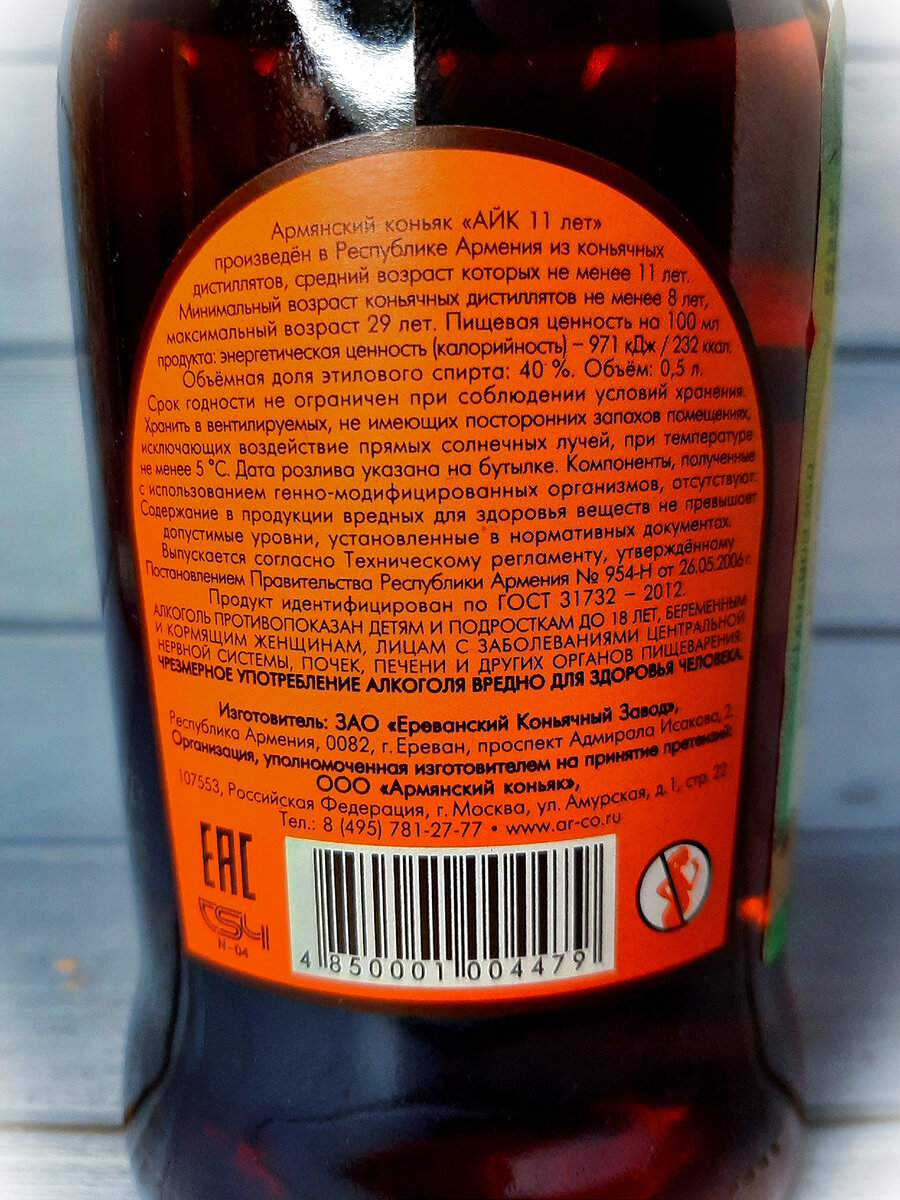 Армянский коньяк «АЙК 11 лет»
произведён в Республике Армения из коньячных
дистиллятов, средний возраст которых не менее 11 лет.
Минимальный возраст коньячных дистиллятов не менее 8 лет,
максимальный возраст 29 лет. Пищевая ценность на 100 мл
продукта: энергетическая ценность (калорийность) – 971 кДж / 232 ккал.
Объёмная доля этилового спирта: 40 %. Объём: 0,5 л.
Срок годности не ограничен при соблюдении условий хранения.
Хранить в вентилируемых, не имеющих посторонних запахов помещениях,
исключающих воздействие прямых солнечных лучей, при температуре
не менее 5 °С. Дата розлива указана на бутылке. Компоненты, полученные
с использованием генно-модифицированных организмов, отсутствуют.
Содержание в продукции вредных для здоровья веществ не превышает
допустимые уровни, установленные в нормативных документах.
Выпускается согласно Техническому регламенту, утверждённому
Постановлением Правительства Республики Армения № 954-Н от 26.05.2006 г.
Продукт идентифицирован по ГОСТ 31732 – 2012.
АЛКОГОЛЬ ПРОТИВОПОКАЗАН ДЕТЯМ И ПОДРОСТКАМ ДО 18 ЛЕТ, БЕРЕМЕННЫМ
И КОРМЯЩИМ ЖЕНЩИНАМ, ЛИЦАМ С ЗАБОЛЕВАНИЯМИ ЦЕНТРАЛЬНОЙ
НЕРВНОЙ СИСТЕМЫ, ПОЧЕК, ПЕЧЕНИ И ДРУГИХ ОРГАНОВ ПИЩЕВАРЕНИЯ.
ЧРЕЗМЕРНОЕ УПОТРЕБЛЕНИЕ АЛКОГОЛЯ ВРЕДНО ДЛЯ ЗДОРОВЬЯ ЧЕЛОВЕКА.
Изготовитель: ЗАО «Ереванский Коньячный Завод»,
Республика Армения, 0082, г. Ереван, проспект Адмирала Исакова, 2
Организация, уполномоченная изготовителем на принятие претензий:
ООО «Армянский коньяк»,
107553, Российская Федерация, г. Москва, ул. Амурская, д.1, стр. 22
Тел.: 8 (495) 781-27-77 • www.ar-co.ru
ЕАС
N-04
4 850001 004479